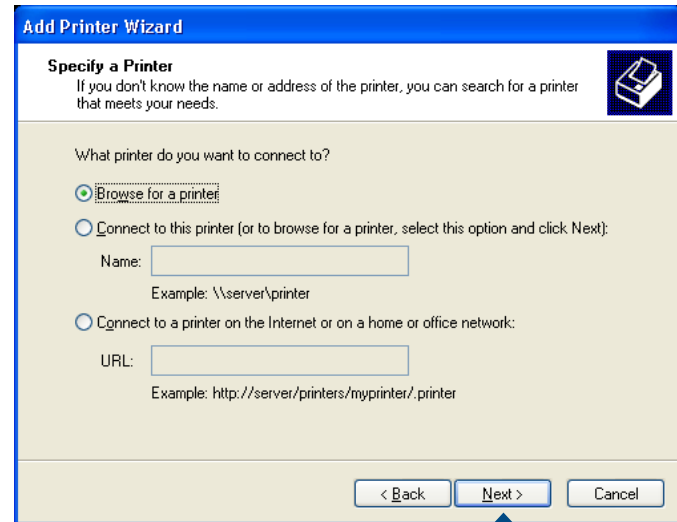 Add Printer Wizard
Specify a Printer
If you don't know the name or address of the printer, you can search for a printer
that meets your needs.
What printer do you want to connect to?
Browse for a printer
Connect to this printer (or to browse for a printer, select this option and click Next):
Name:
Example: \\server\printer
Connect to a printer on the Internet or on a home or office network:
URL:
Example: http://server/printers/myprinter/.printer
< Back Next > Cancel